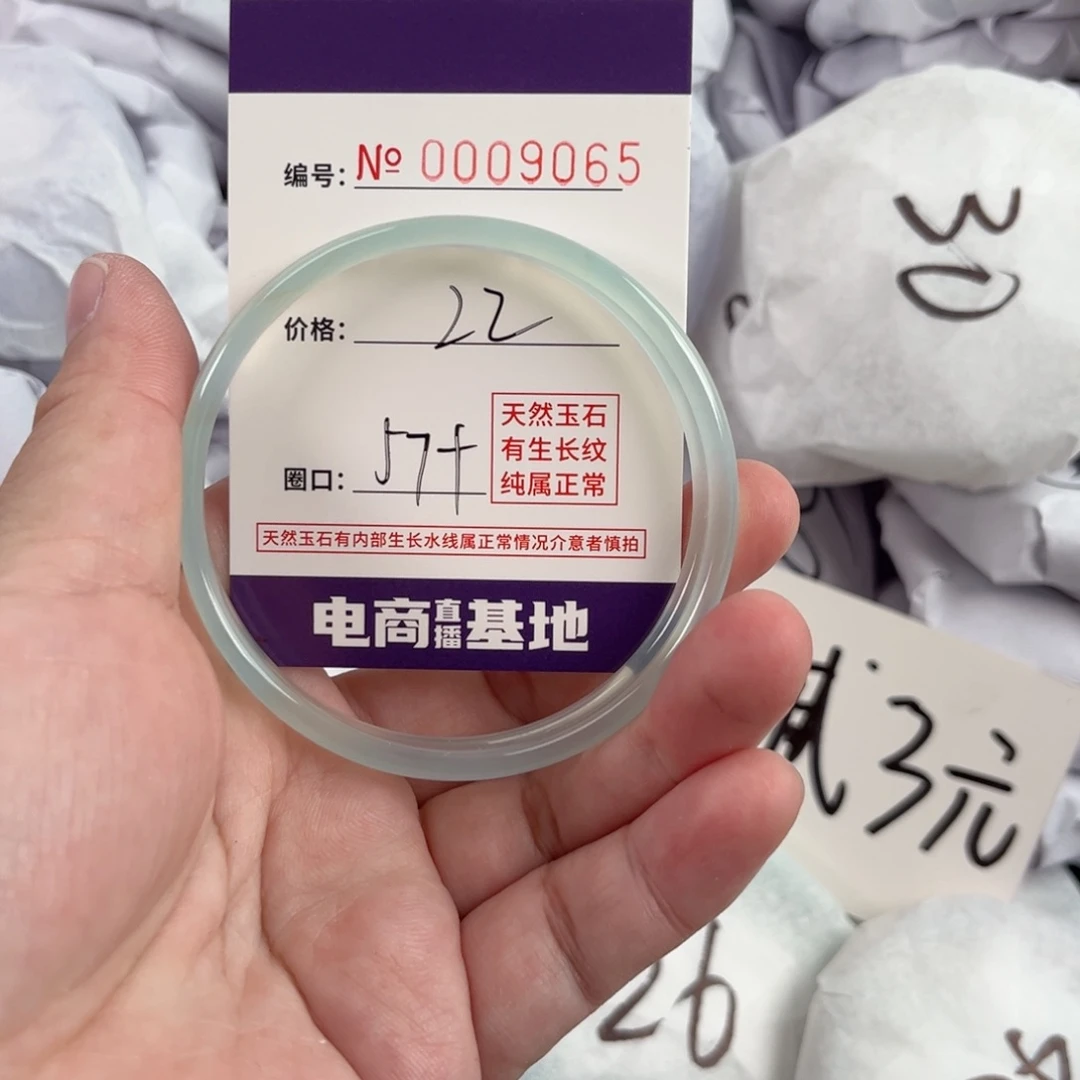 编号: № 0009065
价格: 22
圈口: 57+
天然玉石
有生长纹
纯属正常
天然玉石有内部生长水线属正常情况介意者慎拍
电商直播基地
30
减3元
26